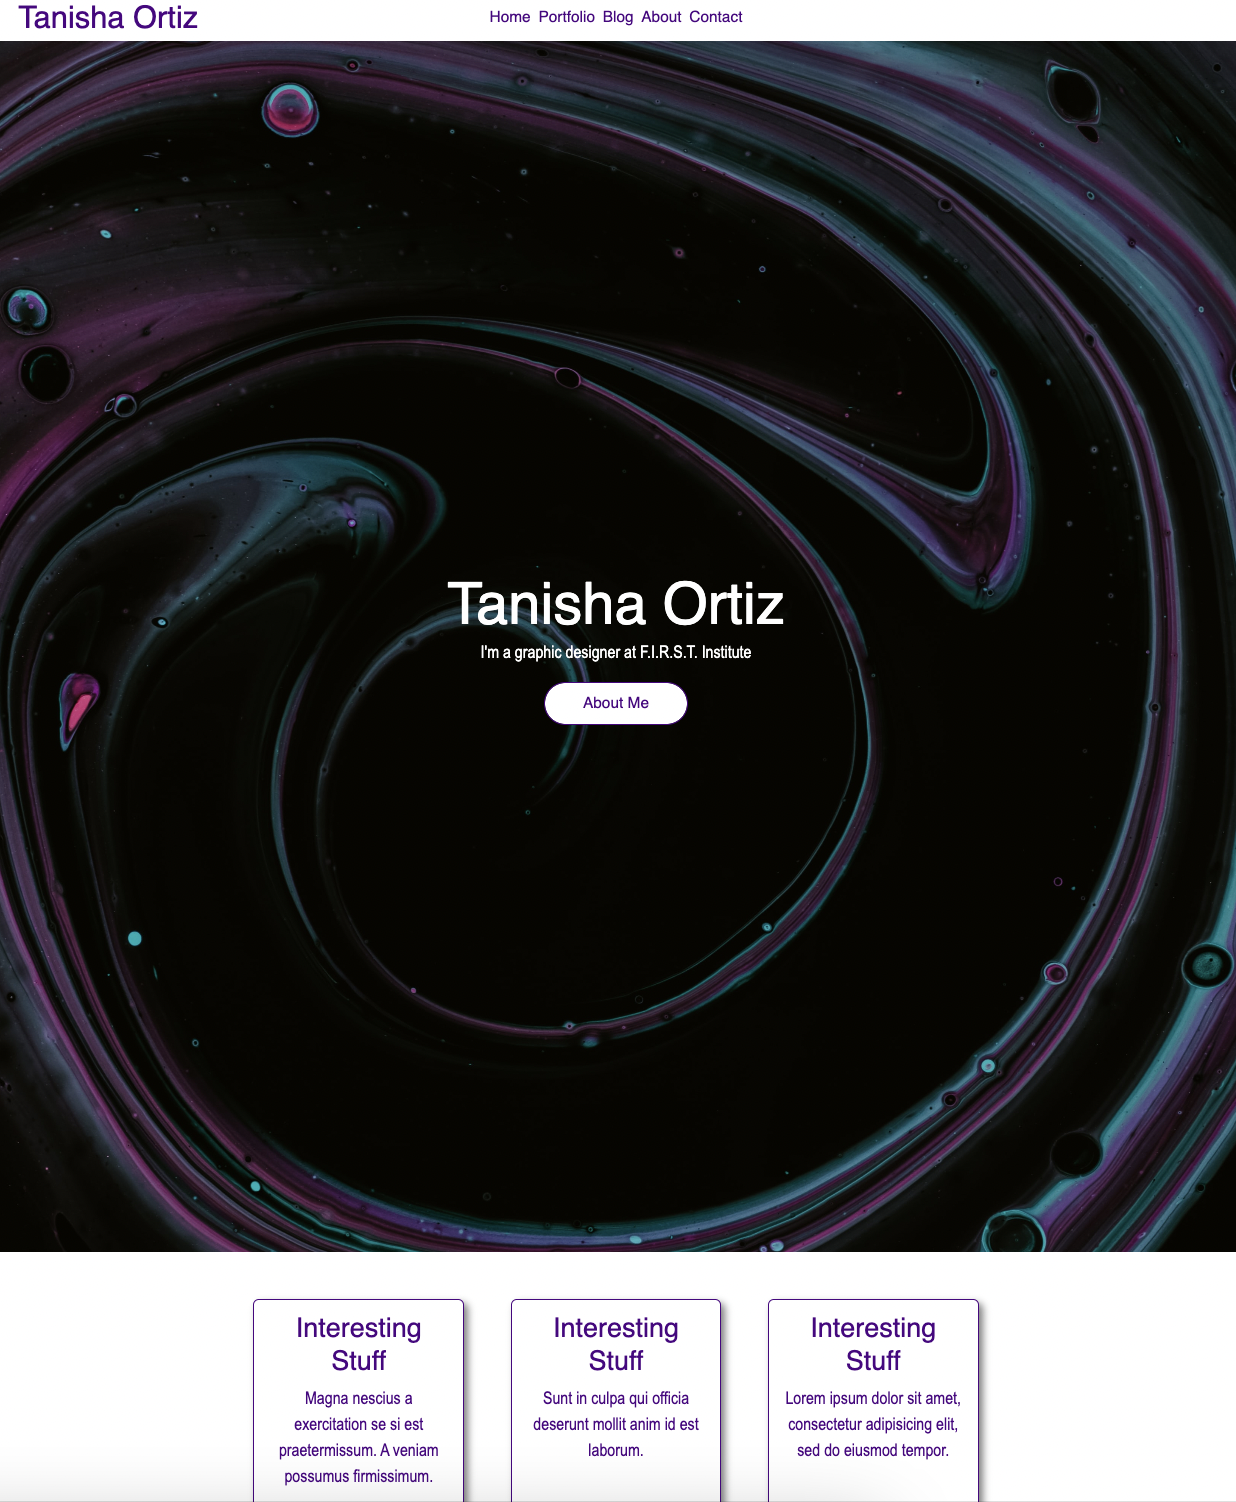 Tanisha Ortiz
Home Portfolio Blog About Contact
Tanisha Ortiz
I'm a graphic designer at F.I.R.S.T. Institute
About Me
Interesting
Stuff
Magna nescius a
exercitation se si est
praetermissum. A veniam
possumus firmissimum.
Interesting
Stuff
Sunt in culpa qui officia
deserunt mollit anim id est
laborum.
Interesting
Stuff
Lorem ipsum dolor sit amet,
consectetur adipisicing elit,
sed do eiusmod tempor.